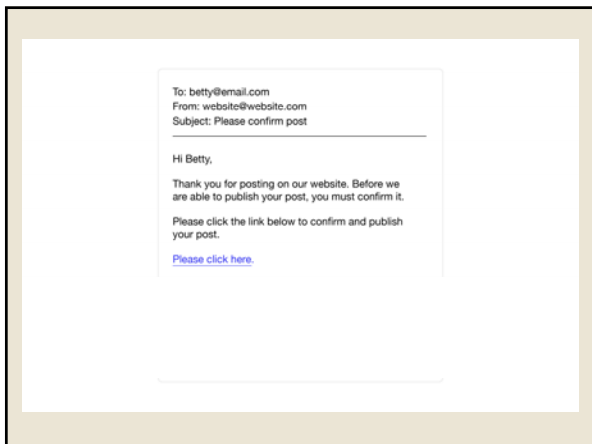 To: betty@email.com
From: website@website.com
Subject: Please confirm post
Hi Betty,
Thank you for posting on our website. Before we
are able to publish your post, you must confirm it.
Please click the link below to confirm and publish
your post.
Please click here.